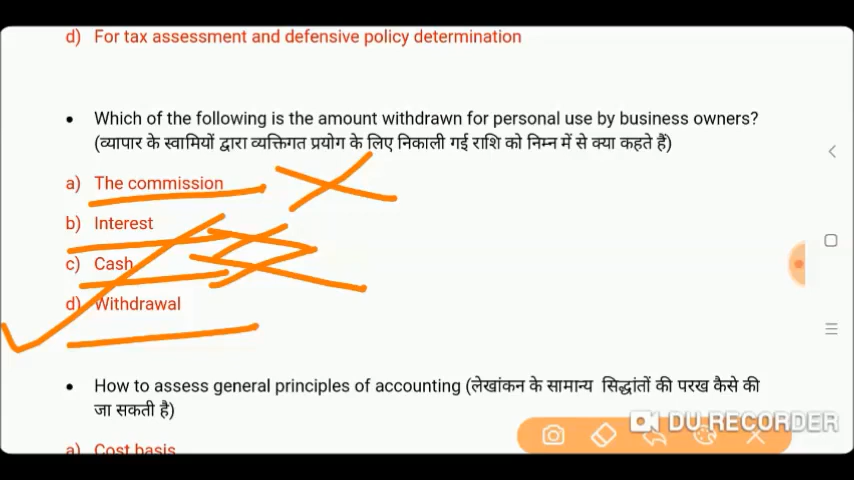 d) For tax assessment and defensive policy determination
• Which of the following is the amount withdrawn for personal use by business owners?
(व्यापार के स्वामियों द्वारा व्यक्तिगत प्रयोग के लिए निकाली गई राशि को निम्न में से क्या कहते हैं)
a) The commission
b) Interest
c) Cash
d) Withdrawal
• How to assess general principles of accounting (लेखांकन के सामान्य सिद्धांतों की परख कैसे की
जा सकती है)
DU RECORDER
a) Cost basis